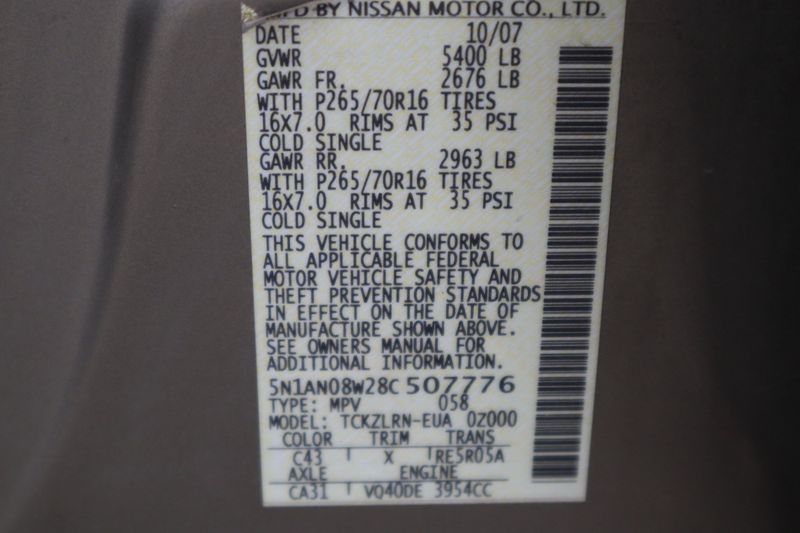 MFD BY NISSAN MOTOR CO., LTD.
DATE 10/07
GVWR 5400 LB
GAWR FR. 2676 LB
WITH P265/70R16 TIRES
16X7.0 RIMS AT 35 PSI
COLD SINGLE
GAWR RR. 2963 LB
WITH P265/70R16 TIRES
16X7.0 RIMS AT 35 PSI
COLD SINGLE
THIS VEHICLE CONFORMS TO
ALL APPLICABLE FEDERAL
MOTOR VEHICLE SAFETY AND
THEFT PREVENTION STANDARDS
IN EFFECT ON THE DATE OF
MANUFACTURE SHOWN ABOVE.
SEE OWNERS MANUAL FOR
ADDITIONAL INFORMATION.
5N1AN08W28C507776
TYPE: MPV 058
MODEL: TCKZLRN-EUA 0Z000
COLOR TRIM TRANS
C43 X RE5R05A
AXLE ENGINE
CA31 VQ40DE 3954CC